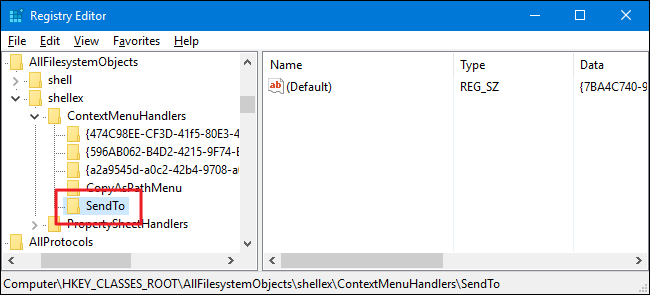 Registry Editor
File Edit View Favorites Help
AllFilesystemObjects
shell
shellex
ContextMenuHandlers
{474C98EE-CF3D-41f5-80E3-4
{596AB062-B4D2-4215-9F74-E
{a2a9545d-a0c2-42b4-9708-a
CopyAsPathMenu
SendTo
PropertySheetHandlers
AllProtocols
Name Type Data
ab (Default) REG_SZ {7BA4C740-9
Computer\HKEY_CLASSES_ROOT\AllFilesystemObjects\shellex\ContextMenuHandlers\SendTo